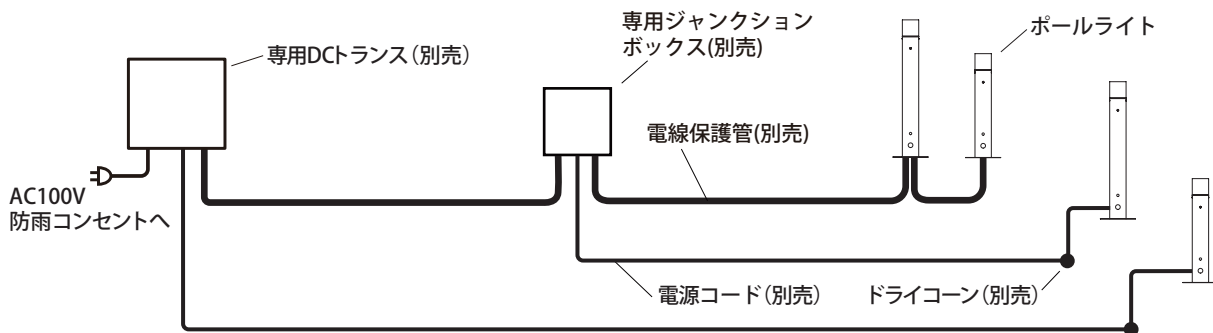 専用DCトランス（別売）
専用ジャンクション
ボックス(別売)
ポールライト
電線保護管(別売)
AC100V
防雨コンセントへ
電源コード（別売）
ドライコーン（別売）